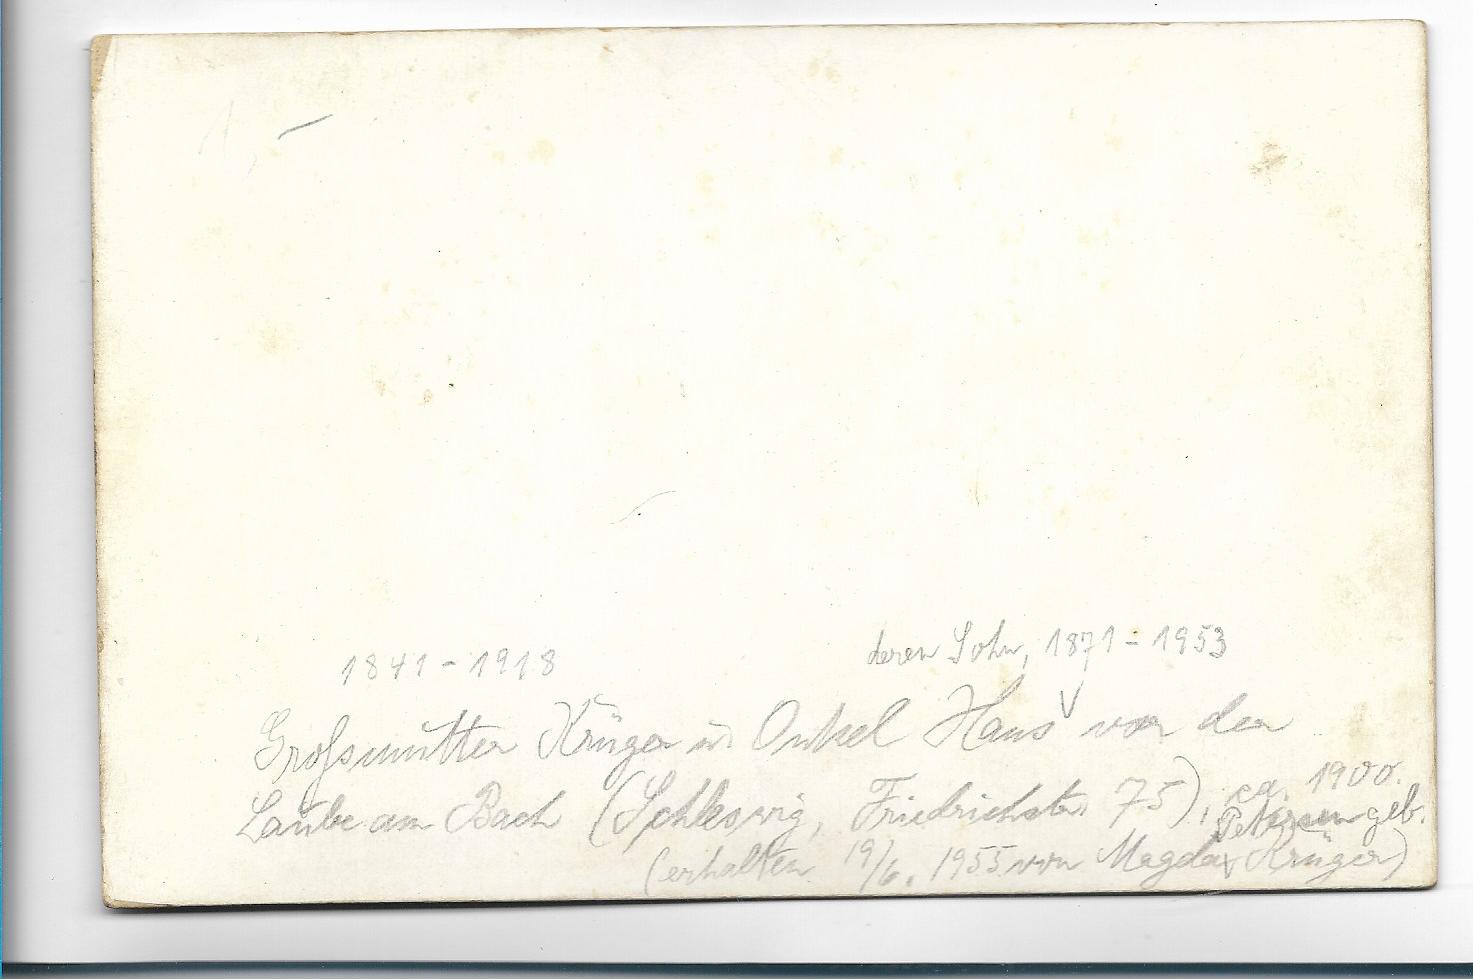 1,-
1841 - 1918
deren Sohn, 1871 - 1953
Großmutter Krüger u. Onkel Hans vor der
Laube am Bach (Schleswig, Friedrichstr. 75), ca. 1900.
Petersen geb.
(erhalten 19/6. 1955 von Magda Krüger)